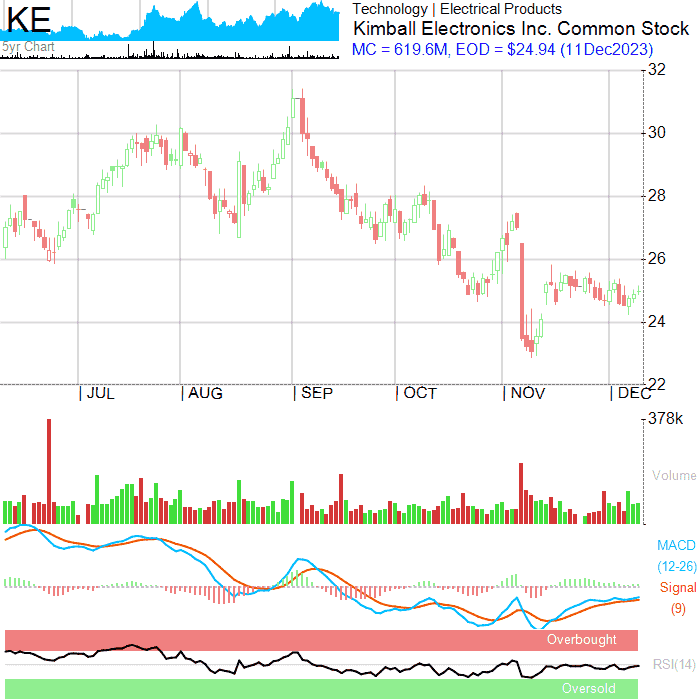 KE
5yr Chart
Technology | Electrical Products
Kimball Electronics Inc. Common Stock
MC = 619.6M, EOD = $24.94 (11Dec2023)
32
30
28
26
24
22
| JUL
| AUG
| SEP
| OCT
| NOV
| DEC
378k
Volume
MACD
(12-26)
Signal
(9)
Overbought
RSI(14)
Oversold